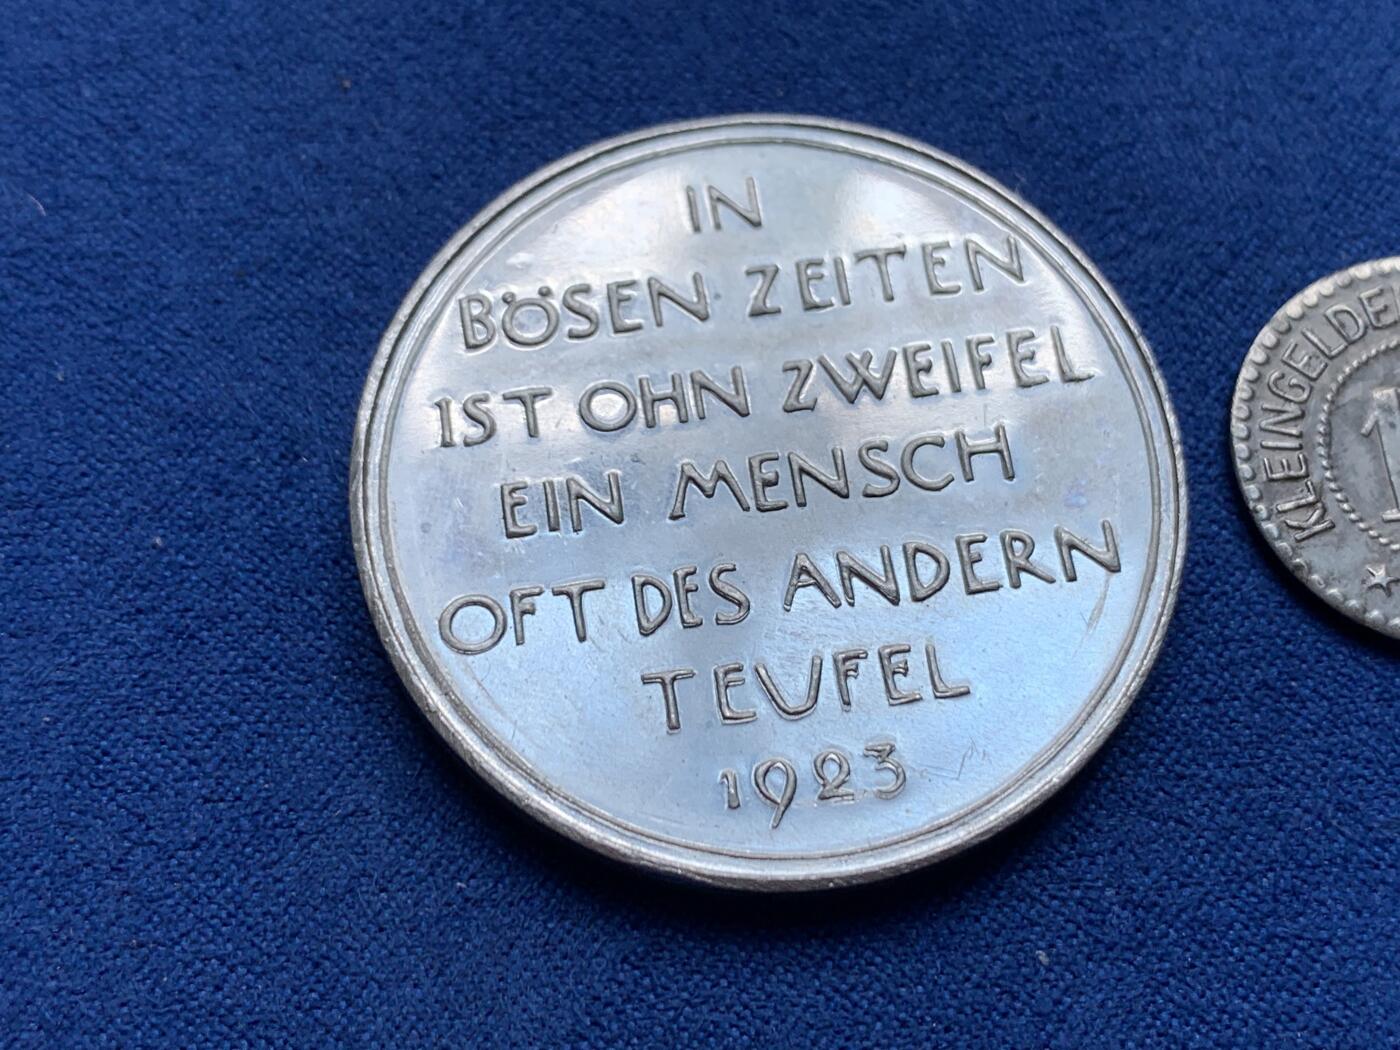 IN
BÖSEN ZEITEN
IST OHN ZWEIFEL
EIN MENSCH
OFT DES ANDERN
TEUFEL
1923
KLEINGELDE